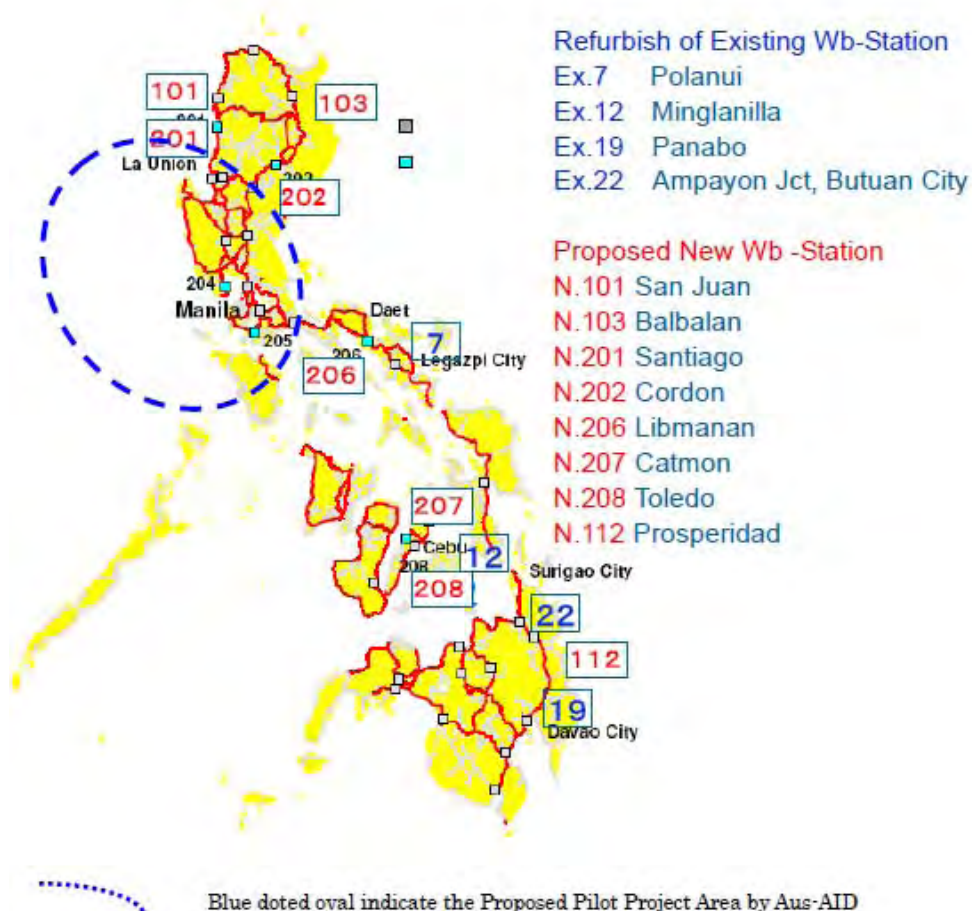 Refurbish of Existing Wb-Station
Ex.7 Polanui
Ex.12 Minglanilla
Ex.19 Panabo
Ex.22 Ampayon Jct, Butuan City
Proposed New Wb -Station
N.101 San Juan
N.103 Balbalan
N.201 Santiago
N.202 Cordon
N.206 Libmanan
N.207 Catmon
N.208 Toledo
N.112 Prosperidad
101
103
201
La Union
202
204
Manila
205
Daet
7
206
Legazpi City
206
207
Cebu
12
208
208
Surigao City
22
112
19
Davao City
Blue doted oval indicate the Proposed Pilot Project Area by Aus-AID